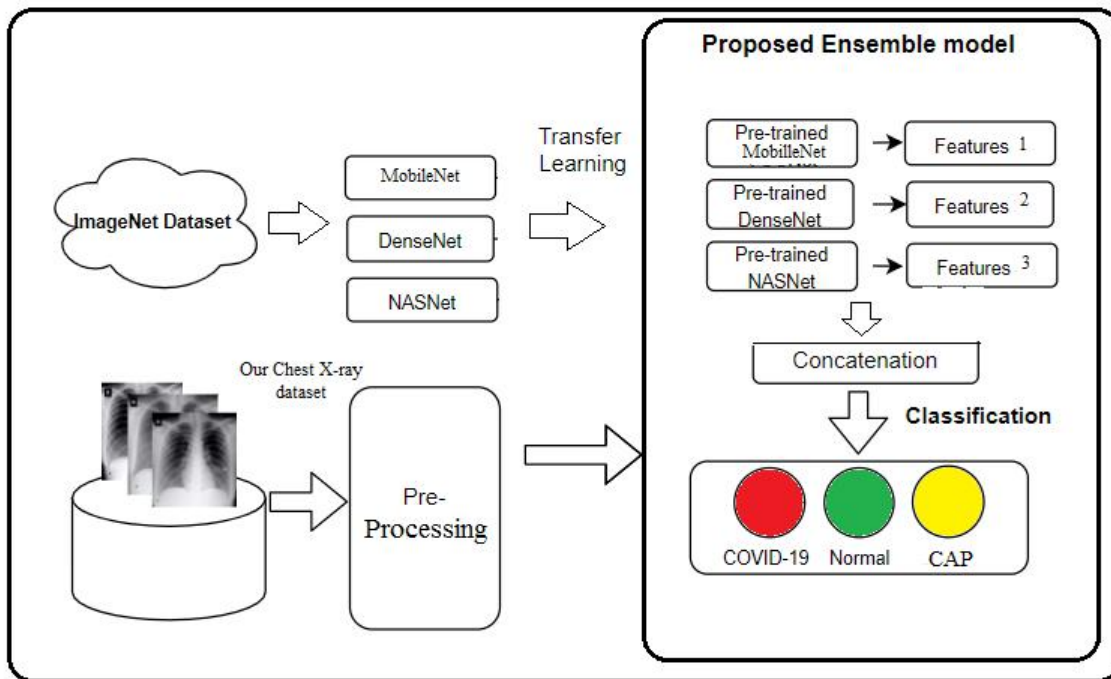 Proposed Ensemble model
Transfer
Learning
ImageNet Dataset
MobileNet
DenseNet
NASNet
Pre-trained
MobilleNet
Features 1
Pre-trained
DenseNet
Features 2
Pre-trained
NASNet
Features 3
Concatenation
Classification
COVID-19
Normal
CAP
Our Chest X-ray
dataset
Pre-
Processing